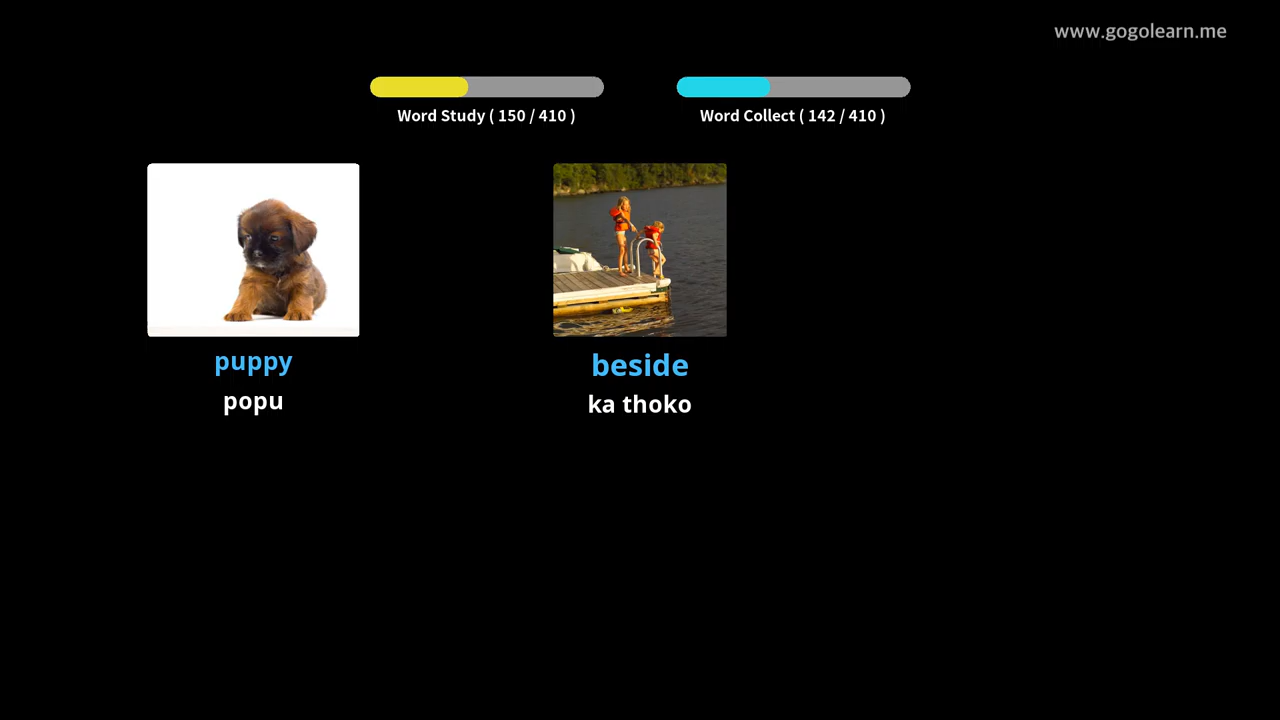 www.gogolearn.me
Word Study ( 150 / 410 )
Word Collect ( 142 / 410 )
puppy
popu
beside
ka thoko